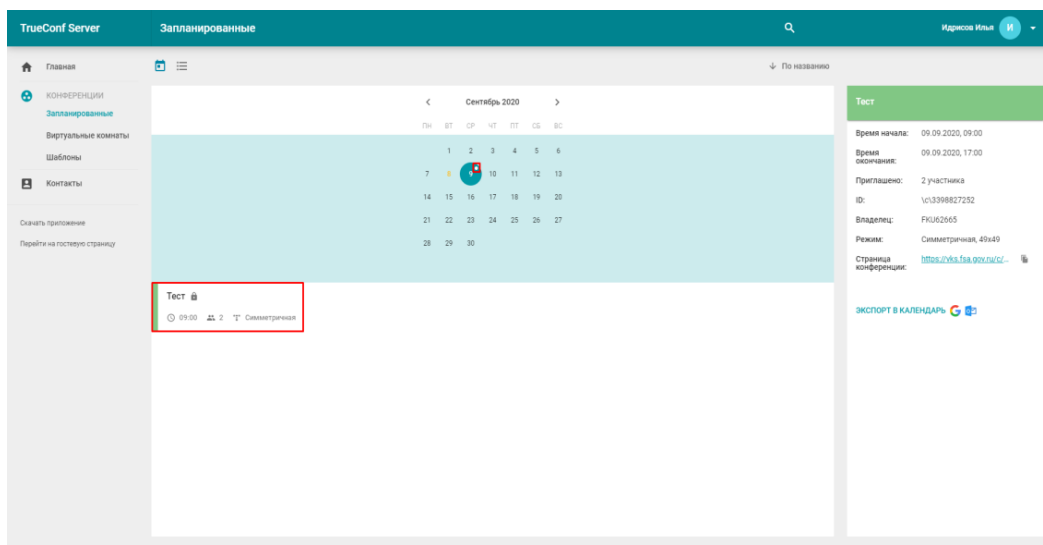 TrueConf Server
Запланированные
Идрисов Илья И
Главная
По названию
КОНФЕРЕНЦИИ
Запланированные
Виртуальные комнаты
Шаблоны
Контакты
Скачать приложение
Перейти на гостевую страницу
Сентябрь 2020
ПН ВТ СР ЧТ ПТ СБ ВС
1 2 3 4 5 6
7 8 9 10 11 12 13
14 15 16 17 18 19 20
21 22 23 24 25 26 27
28 29 30
Тест
09:00 2 Симметричная
Тест
Время начала: 09.09.2020, 09:00
Время окончания: 09.09.2020, 17:00
Приглашено: 2 участника
ID: \c\3398827252
Владелец: FKU62665
Режим: Симметричная, 49x49
Страница конференции: https://vks.fsa.gov.ru/c/...
ЭКСПОРТ В КАЛЕНДАРЬ